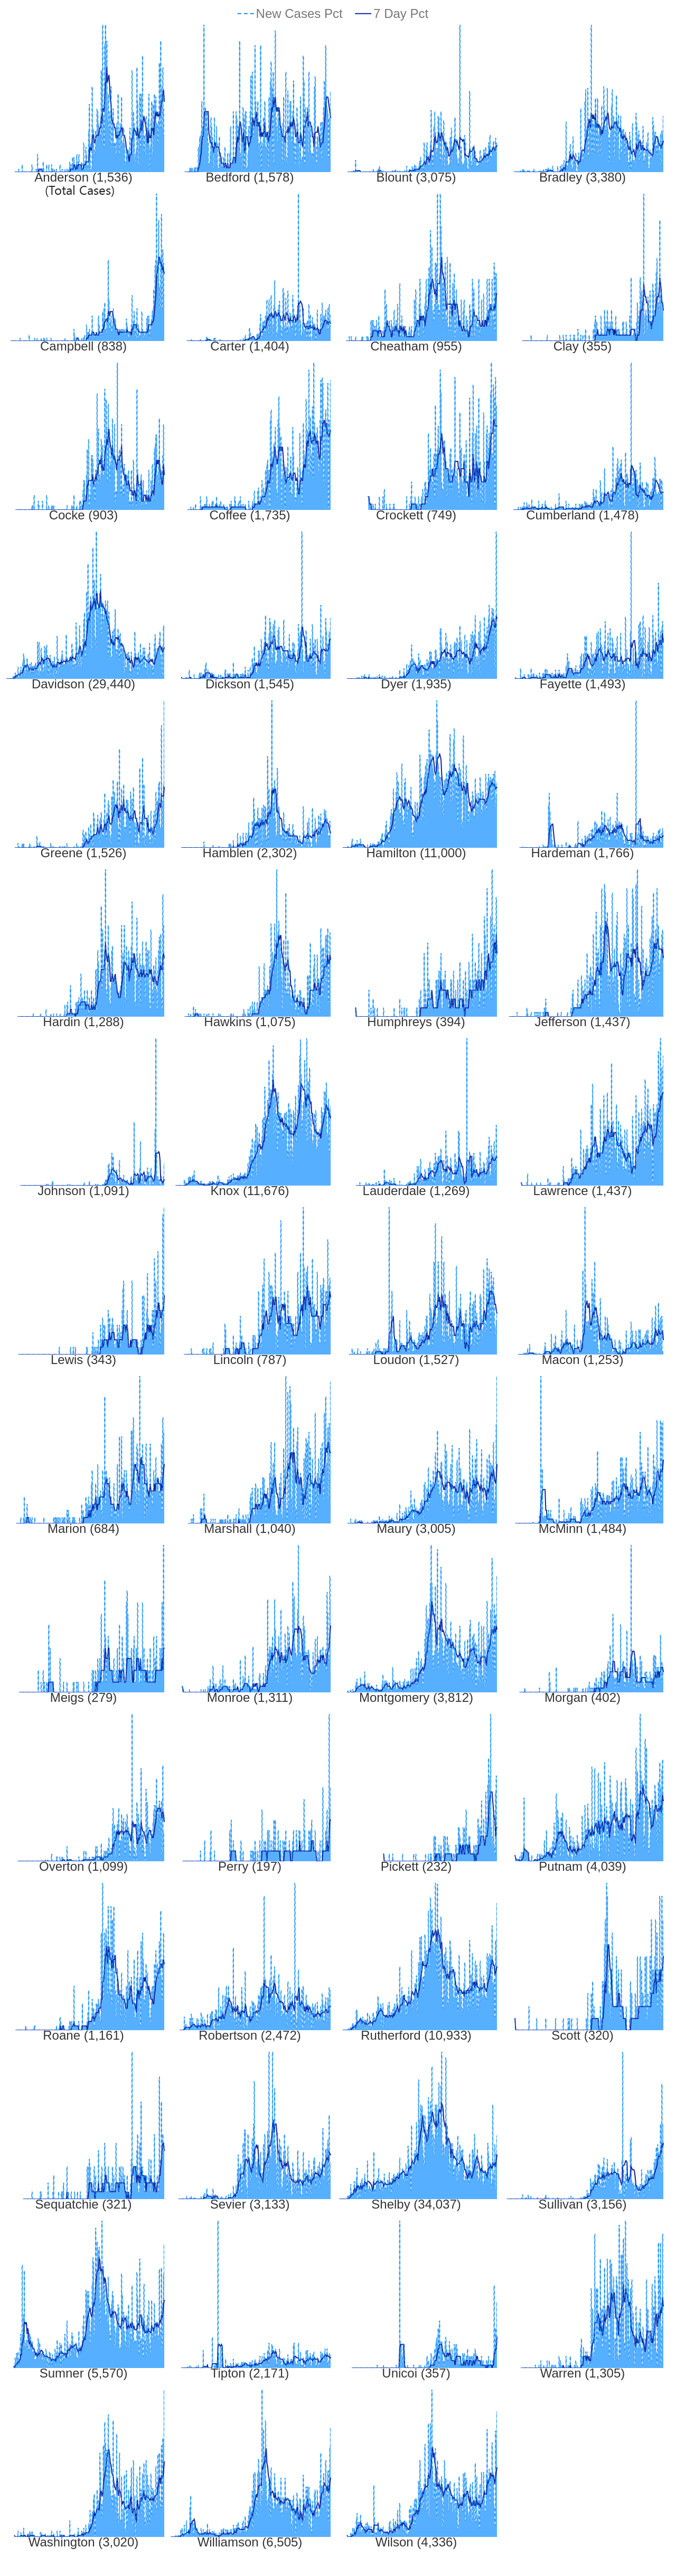 New Cases Pct 7 Day Pct
Anderson (1,536) Bedford (1,578) Blount (3,075) Bradley (3,380)
(Total Cases)
Campbell (838) Carter (1,404) Cheatham (955) Clay (355)
Cocke (903) Coffee (1,735) Crockett (749) Cumberland (1,478)
Davidson (29,440) Dickson (1,545) Dyer (1,935) Fayette (1,493)
Greene (1,526) Hamblen (2,302) Hamilton (11,000) Hardeman (1,766)
Hardin (1,288) Hawkins (1,075) Humphreys (394) Jefferson (1,437)
Johnson (1,091) Knox (11,676) Lauderdale (1,269) Lawrence (1,437)
Lewis (343) Lincoln (787) Loudon (1,527) Macon (1,253)
Marion (684) Marshall (1,040) Maury (3,005) McMinn (1,484)
Meigs (279) Monroe (1,311) Montgomery (3,812) Morgan (402)
Overton (1,099) Perry (197) Pickett (232) Putnam (4,039)
Roane (1,161) Robertson (2,472) Rutherford (10,933) Scott (320)
Sequatchie (321) Sevier (3,133) Shelby (34,037) Sullivan (3,156)
Sumner (5,570) Tipton (2,171) Unicoi (357) Warren (1,305)
Washington (3,020) Williamson (6,505) Wilson (4,336)